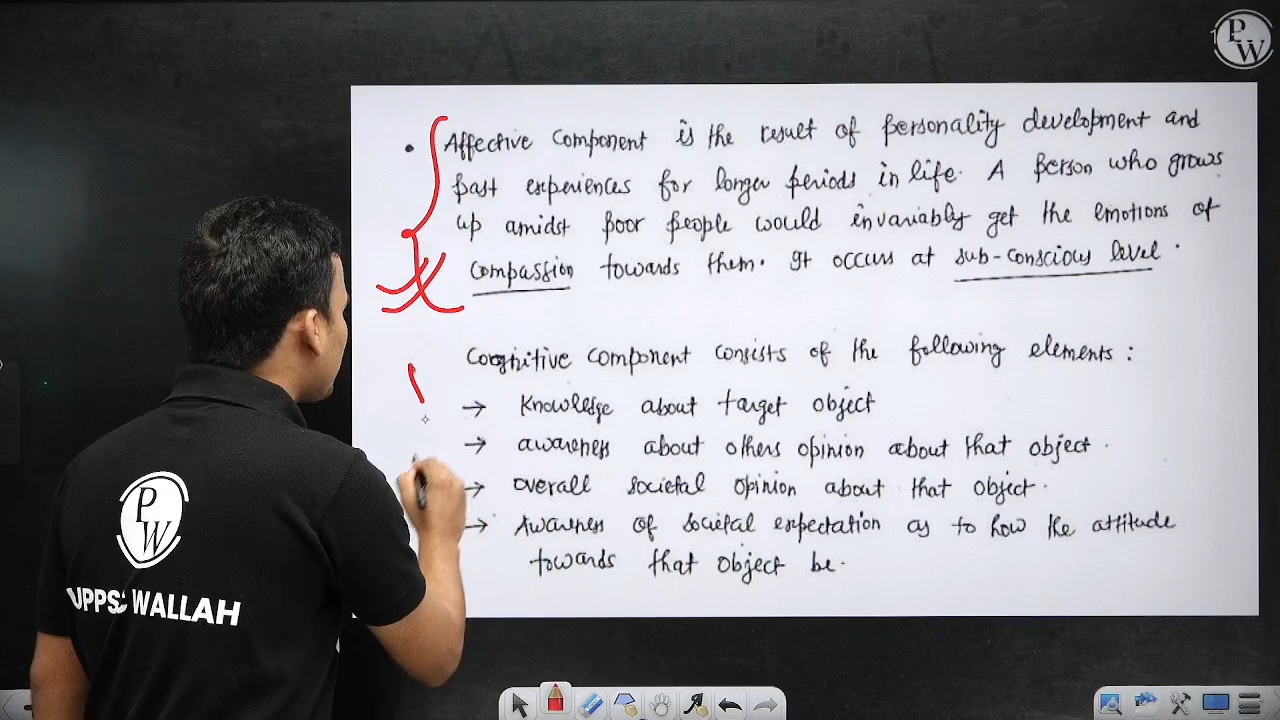 PW
• Affective component is the result of personality development and
past experiences for longer periods in life. A person who grows
up amidst poor people would invariably get the emotions of
compassion towards them. It occurs at sub-conscious level.
Cognitive component consists of the following elements:
→ Knowledge about target object
→ awareness about others opinion about that object.
→ overall societal opinion about that object.
→ Awareness of societal expectation as to how the attitude
towards that object be.
PW
UPPSC WALLAH